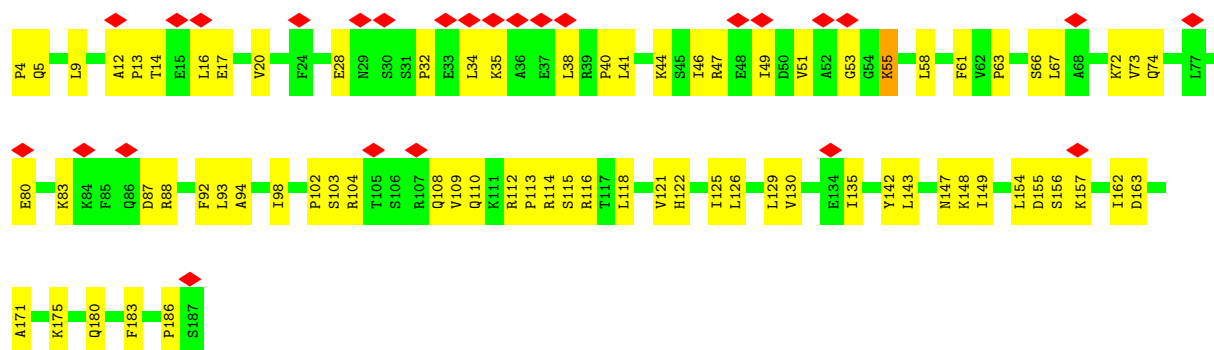 P4 Q5 L9 A12 P13 T14 E15 L16 E17 V20 F24 E28 N29 S30 S31 P32 E33 L34 K35 A36 E37 L38 R39 P40 L41 K44 S45 I46 R47 E48 I49 D50 V51 A52 G53 G54 K55 L58 F61 V62 P63 S66 L67 A68 K72 V73 Q74 L77
E80 K83 K84 F85 Q86 D87 R88 F92 L93 A94 I98 P102 S103 R104 T105 S106 R107 Q108 V109 Q110 K111 R112 P113 R114 S115 R116 T117 L118 V121 H122 I125 L126 L129 V130 E134 I135 Y142 L143 N147 K148 I149 L154 D155 S156 K157 I162 D163
A171 K175 Q180 F183 P186 S187